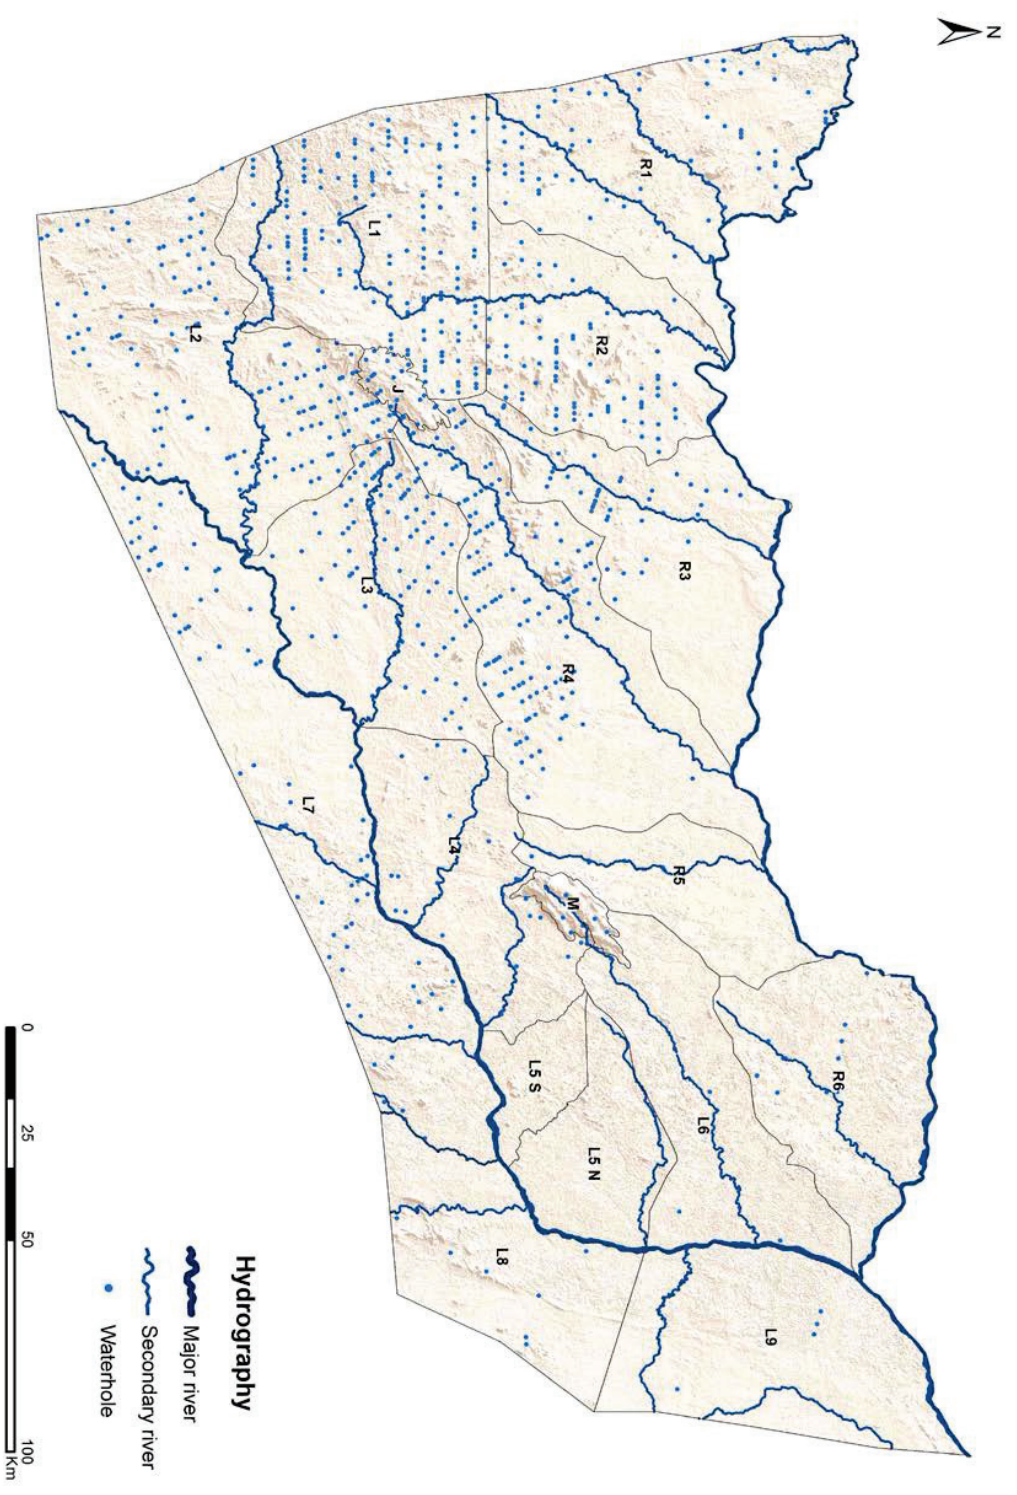 N
R1
R2
R3
R4
R5
R6
L1
L2
L3
L4
L5 S
L5 N
L6
L7
L8
L9
J
M
Hydrography
Major river
Secondary river
Waterhole
0 25 50 100
Km